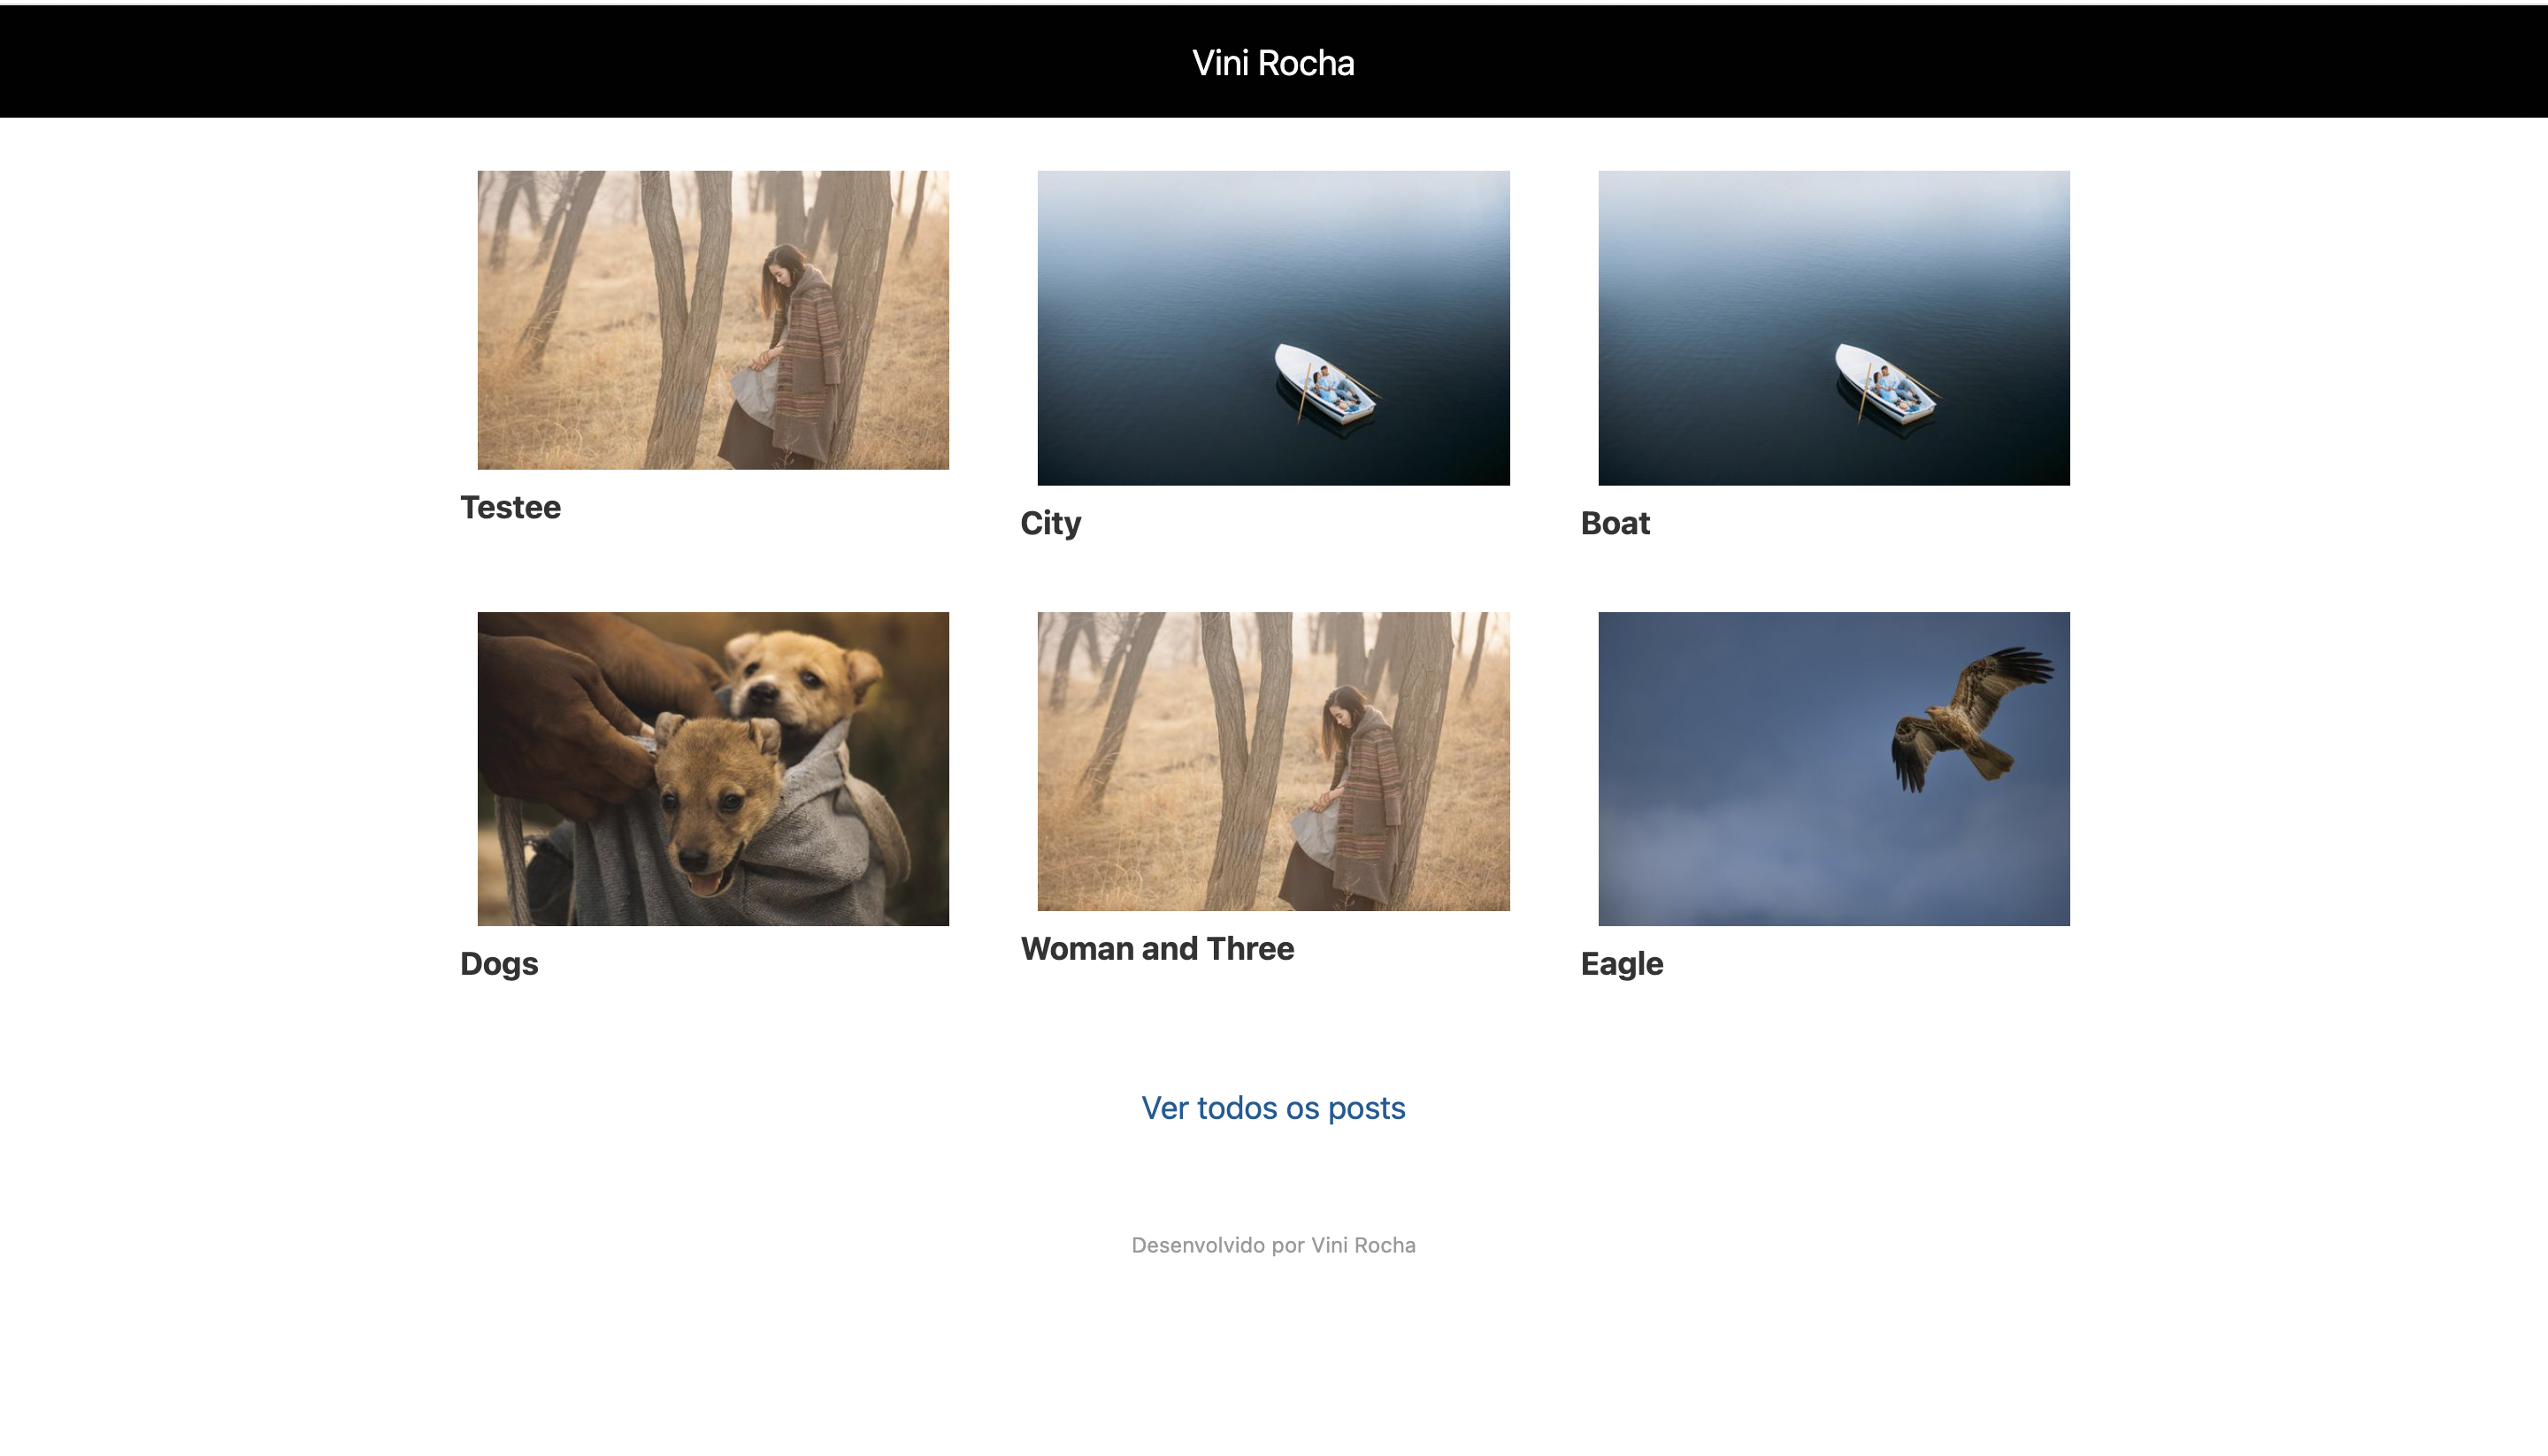 Vini Rocha
Testee
City
Boat
Dogs
Woman and Three
Eagle
Ver todos os posts
Desenvolvido por Vini Rocha